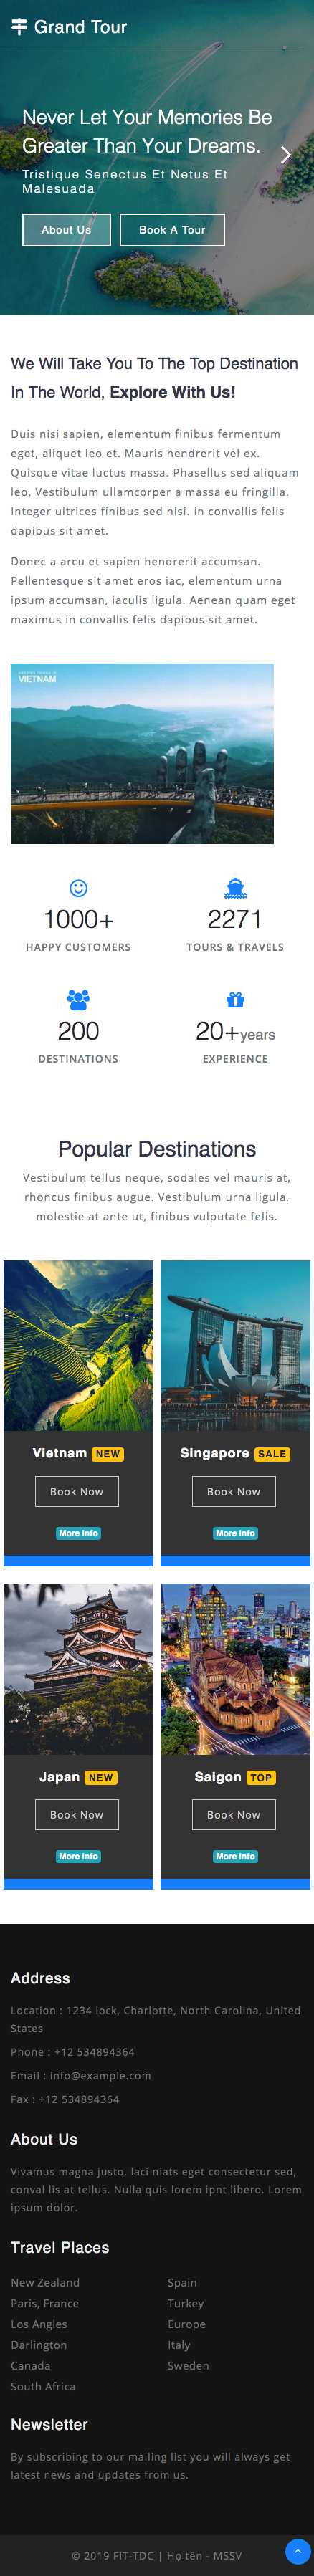 Grand Tour
Never Let Your Memories Be
Greater Than Your Dreams.
Tristique Senectus Et Netus Et
Malesuada
About Us
Book A Tour
We Will Take You To The Top Destination
In The World, Explore With Us!
Duis nisi sapien, elementum finibus fermentum
eget, aliquet leo et. Mauris hendrerit vel ex.
Quisque vitae luctus massa. Phasellus sed aliquam
leo. Vestibulum ullamcorper a massa eu fringilla.
Integer ultrices finibus sed nisi. in convallis felis
dapibus sit amet.
Donec a arcu et sapien hendrerit accumsan.
Pellentesque sit amet eros iac, elementum urna
ipsum accumsan, iaculis ligula. Aenean quam eget
maximus in convallis felis dapibus sit amet.
VIETNAM
1000+
HAPPY CUSTOMERS
2271
TOURS & TRAVELS
200
DESTINATIONS
20+years
EXPERIENCE
Popular Destinations
Vestibulum tellus neque, sodales vel mauris at,
rhoncus finibus augue. Vestibulum urna ligula,
molestie at ante ut, finibus vulputate felis.
Vietnam NEW
Book Now
More Info
Singapore SALE
Book Now
More Info
Japan NEW
Book Now
More Info
Saigon TOP
Book Now
More Info
Address
Location : 1234 lock, Charlotte, North Carolina, United
States
Phone : +12 534894364
Email : info@example.com
Fax : +12 534894364
About Us
Vivamus magna justo, laci niats eget consectetur sed,
conval lis at tellus. Nulla quis lorem ipnt libero. Lorem
ipsum dolor.
Travel Places
New Zealand
Paris, France
Los Angles
Darlington
Canada
South Africa
Spain
Turkey
Europe
Italy
Sweden
Newsletter
By subscribing to our mailing list you will always get
latest news and updates from us.
© 2019 FIT-TDC | Họ tên - MSSV